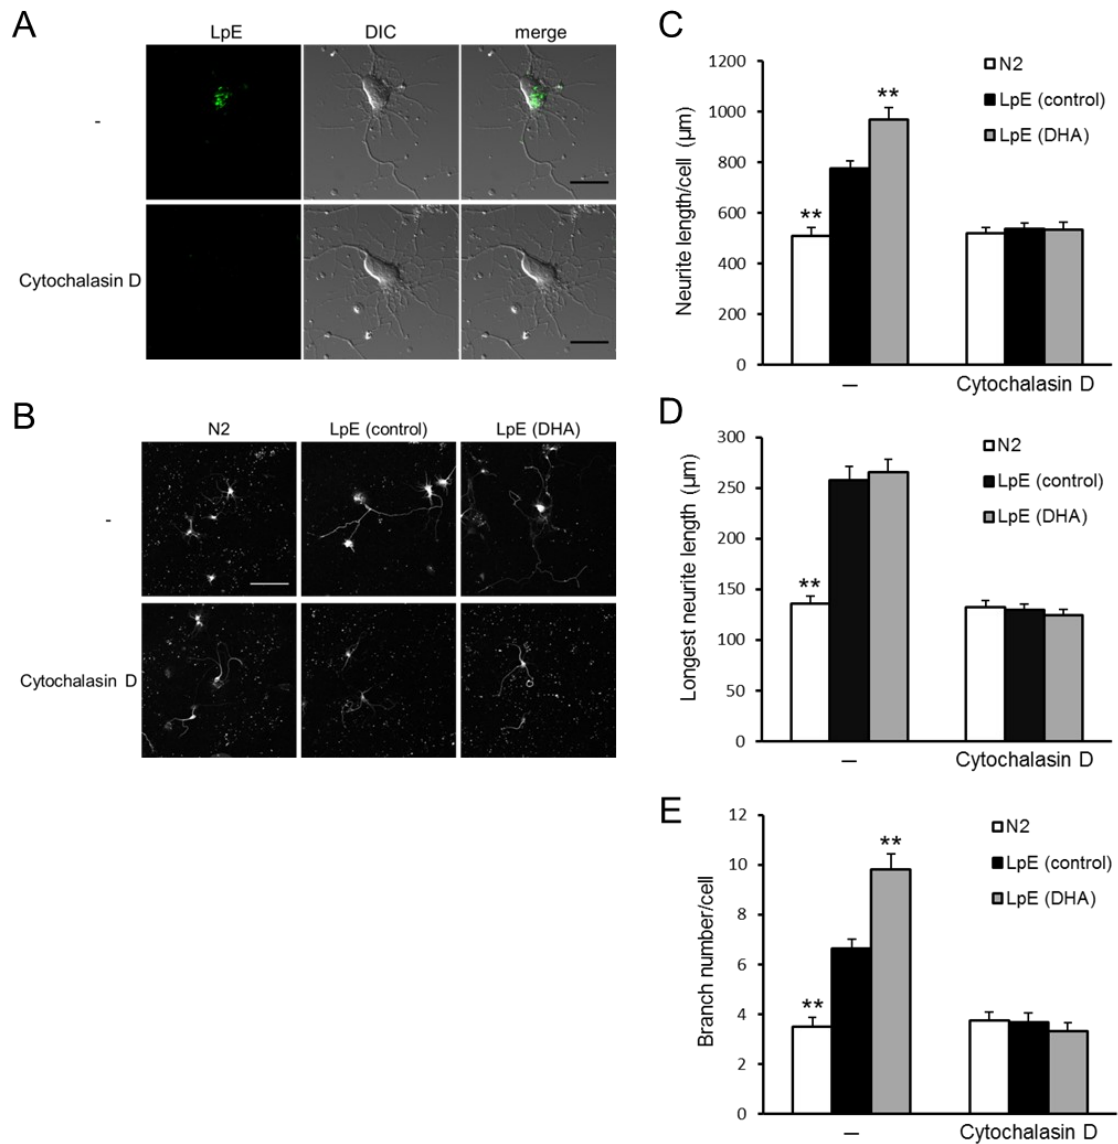 A
LpE DIC merge
-
Cytochalasin D
B
N2 LpE (control) LpE (DHA)
-
Cytochalasin D
C
1200
1000
800
600
400
200
0
Neurite length/cell (µm)
N2
LpE (control)
LpE (DHA)
**
**
— Cytochalasin D
D
300
250
200
150
100
50
0
Longest neurite length (µm)
N2
LpE (control)
LpE (DHA)
**
— Cytochalasin D
E
12
10
8
6
4
2
0
Branch number/cell
N2
LpE (control)
LpE (DHA)
**
**
— Cytochalasin D